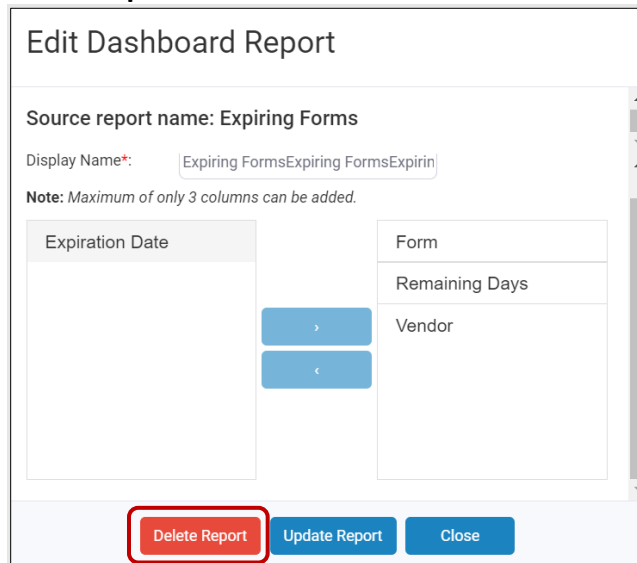 Edit Dashboard Report
Source report name: Expiring Forms
Display Name*: Expiring FormsExpiring FormsExpirin
Note: Maximum of only 3 columns can be added.
Expiration Date
Form
Remaining Days
Vendor
›
‹
Delete Report Update Report Close